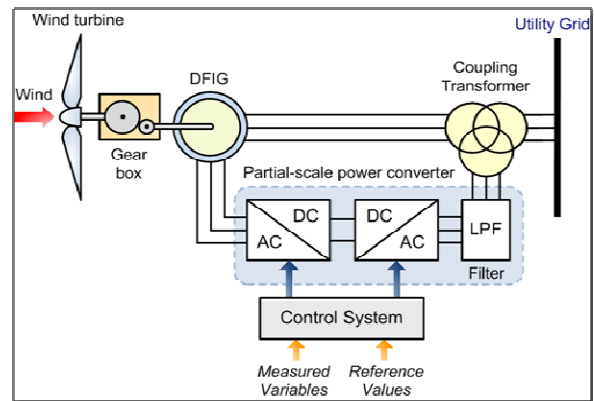 Wind turbine
Utility Grid
DFIG
Coupling
Transformer
Wind
Gear
box
Partial-scale power converter
DC
AC
DC
AC
LPF
Filter
Control System
Measured
Variables
Reference
Values